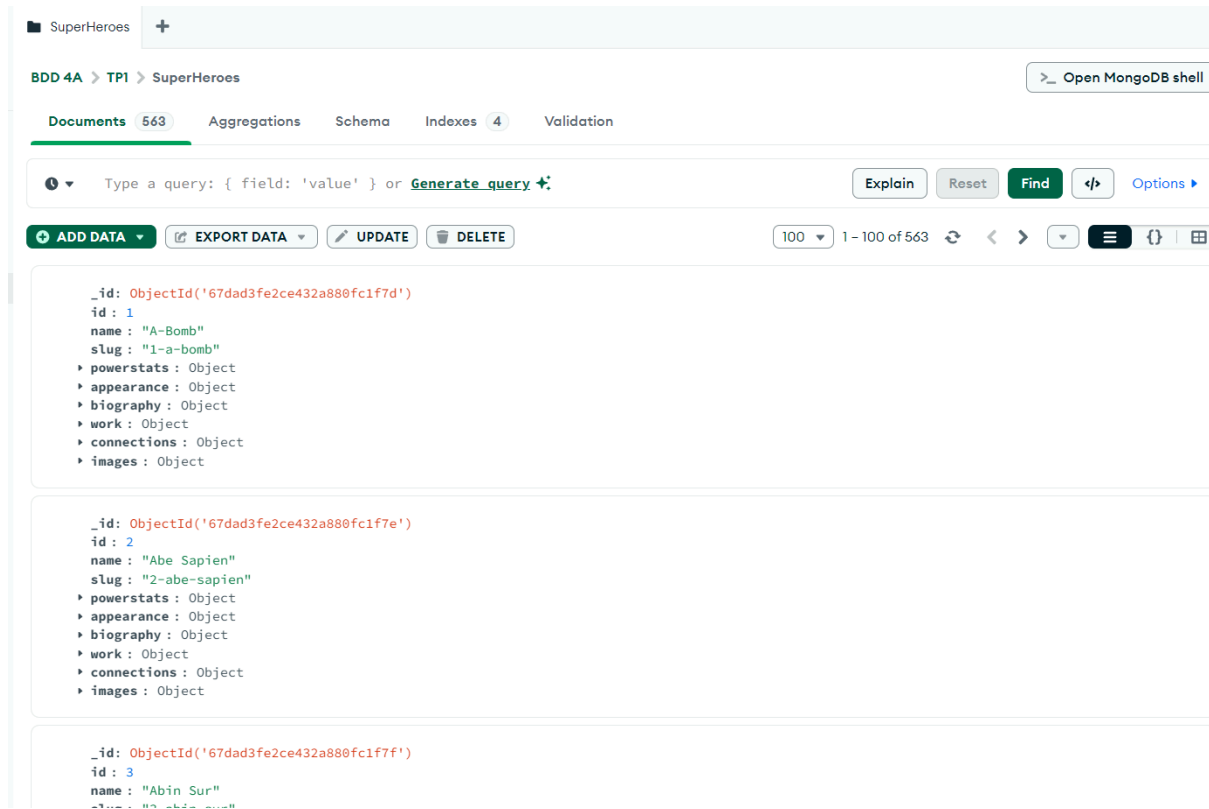 SuperHeroes +
BDD 4A > TP1 > SuperHeroes
>_ Open MongoDB shell
Documents 563 Aggregations Schema Indexes 4 Validation
Type a query: { field: 'value' } or Generate query
Explain Reset Find </> Options
ADD DATA EXPORT DATA UPDATE DELETE
100 1 – 100 of 563 {}
_id: ObjectId('67dad3fe2ce432a880fc1f7d')
id : 1
name : "A-Bomb"
slug : "1-a-bomb"
powerstats : Object
appearance : Object
biography : Object
work : Object
connections : Object
images : Object
_id: ObjectId('67dad3fe2ce432a880fc1f7e')
id : 2
name : "Abe Sapien"
slug : "2-abe-sapien"
powerstats : Object
appearance : Object
biography : Object
work : Object
connections : Object
images : Object
_id: ObjectId('67dad3fe2ce432a880fc1f7f')
id : 3
name : "Abin Sur"
slug : "3-abin-sur"